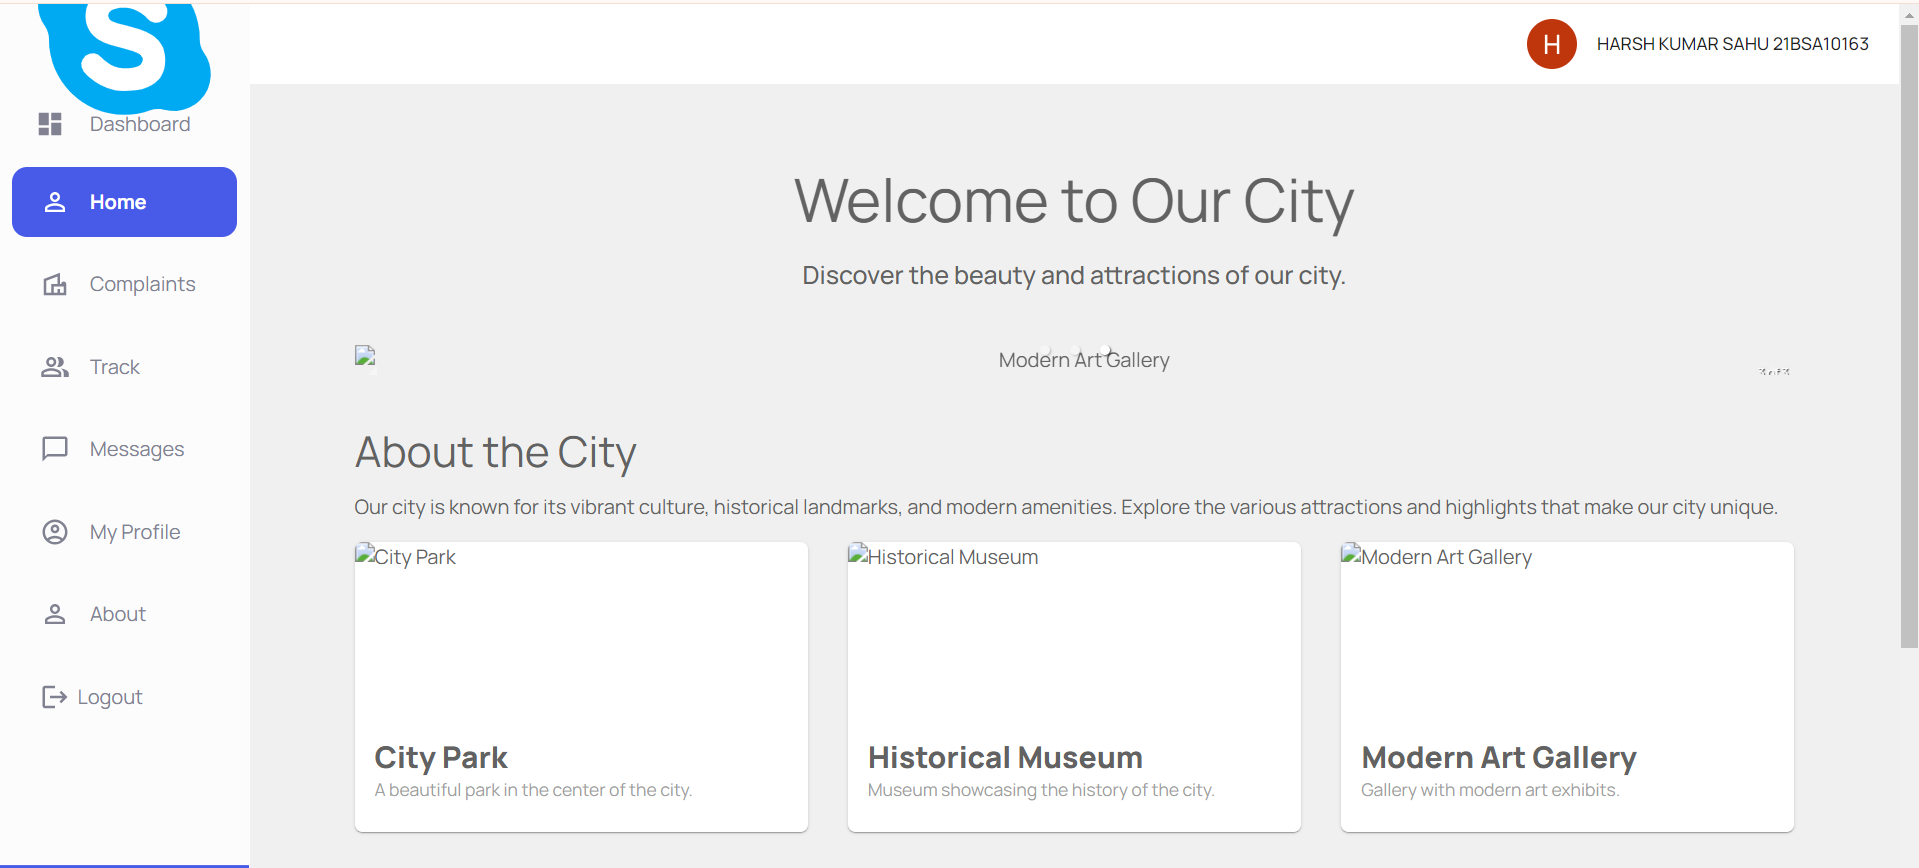 S
H HARSH KUMAR SAHU 21BSA10163
Dashboard
Home
Complaints
Track
Messages
My Profile
About
Logout
Welcome to Our City
Discover the beauty and attractions of our city.
Modern Art Gallery
3 of 3
About the City
Our city is known for its vibrant culture, historical landmarks, and modern amenities. Explore the various attractions and highlights that make our city unique.
City Park
City Park
A beautiful park in the center of the city.
Historical Museum
Historical Museum
Museum showcasing the history of the city.
Modern Art Gallery
Modern Art Gallery
Gallery with modern art exhibits.